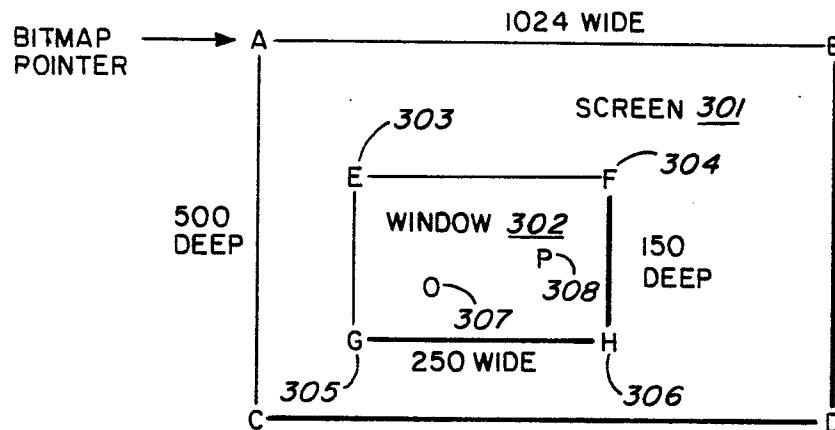 1024 WIDE
BITMAP
POINTER
A
B
SCREEN 301
303
304
E
F
500
DEEP
WINDOW 302
150
DEEP
P
308
O
307
G
H
250 WIDE
305
306
C
D